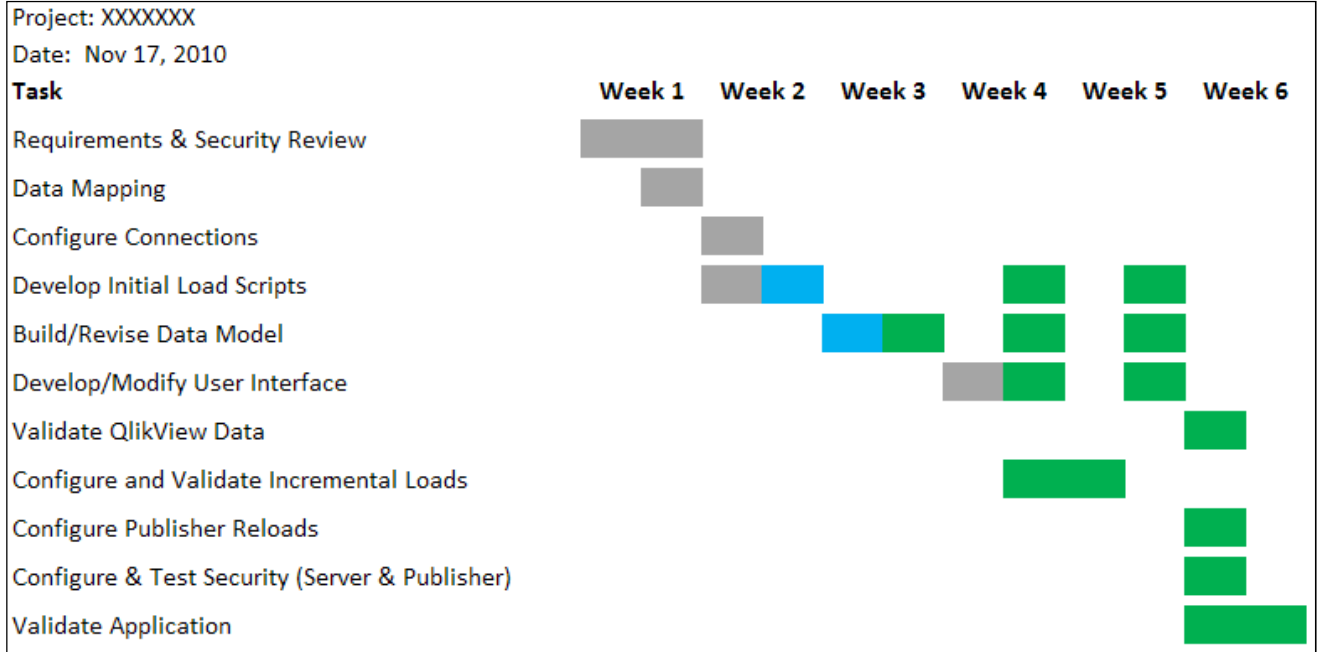 Project: XXXXXXX
Date:  Nov 17, 2010
Task Week 1 Week 2 Week 3 Week 4 Week 5 Week 6
Requirements & Security Review
Data Mapping
Configure Connections
Develop Initial Load Scripts
Build/Revise Data Model
Develop/Modify User Interface
Validate QlikView Data
Configure and Validate Incremental Loads
Configure Publisher Reloads
Configure & Test Security (Server & Publisher)
Validate Application